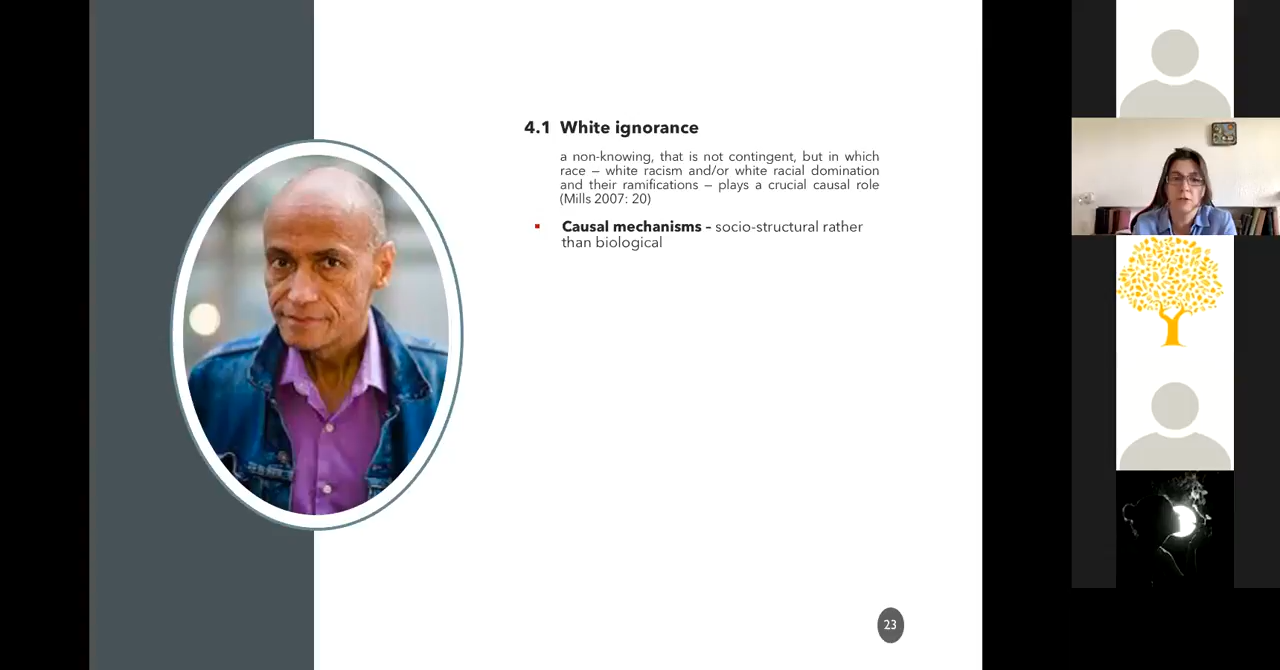 4.1 White ignorance
a non-knowing, that is not contingent, but in which
race – white racism and/or white racial domination
and their ramifications – plays a crucial causal role
(Mills 2007: 20)
▪ Causal mechanisms – socio-structural rather
than biological
23